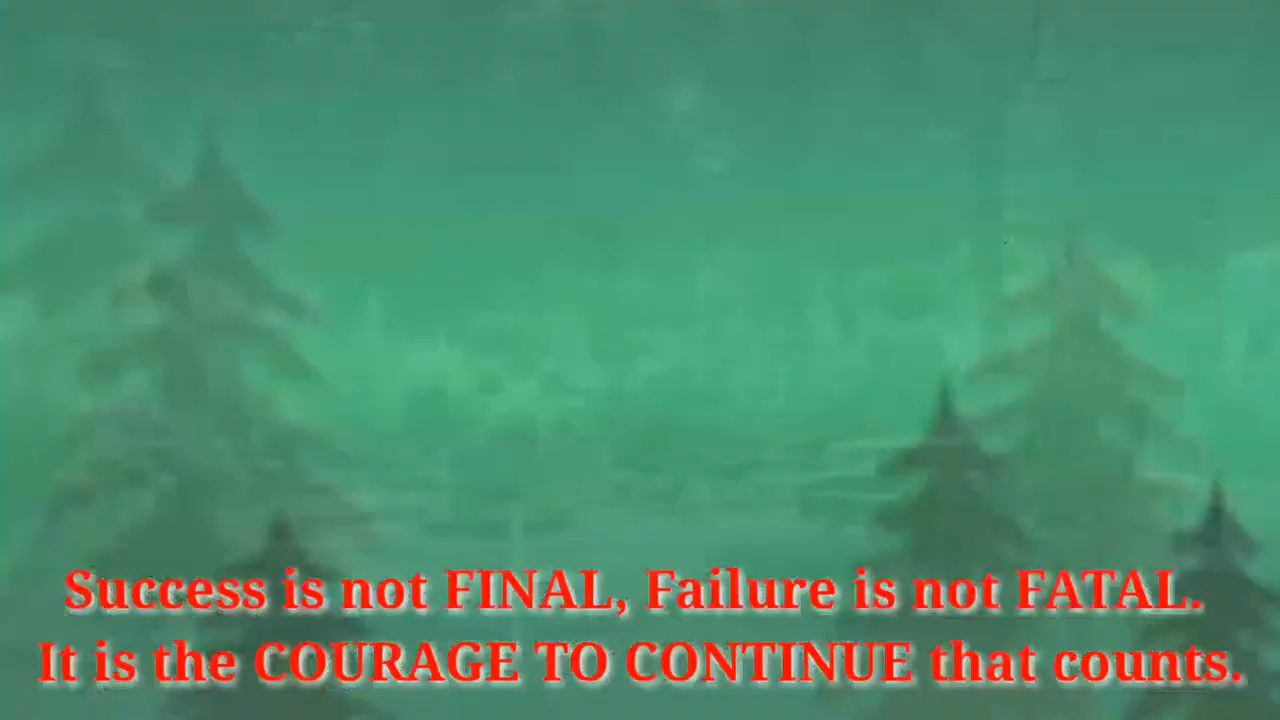 Success is not FINAL, Failure is not FATAL.
It is the COURAGE TO CONTINUE that counts.